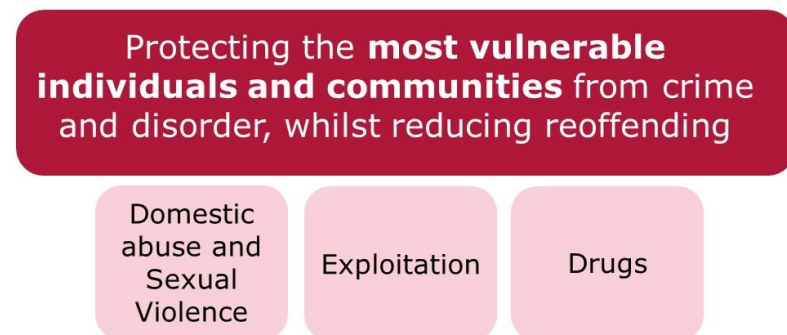 Protecting the most vulnerable
individuals and communities from crime
and disorder, whilst reducing reoffending
Domestic
abuse and
Sexual
Violence
Exploitation
Drugs